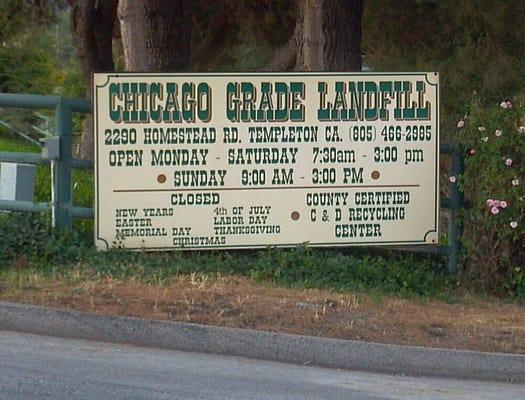 CHICAGO GRADE LANDFILL
2290 HOMESTEAD RD. TEMPLETON CA. (805) 466-2985
OPEN MONDAY - SATURDAY 7:30am - 3:00 pm
SUNDAY 9:00 AM - 3:00 PM
CLOSED
NEW YEARS
EASTER
MEMORIAL DAY
4th OF JULY
LABOR DAY
THANKSGIVING
CHRISTMAS
COUNTY CERTIFIED
C & D RECYCLING
CENTER